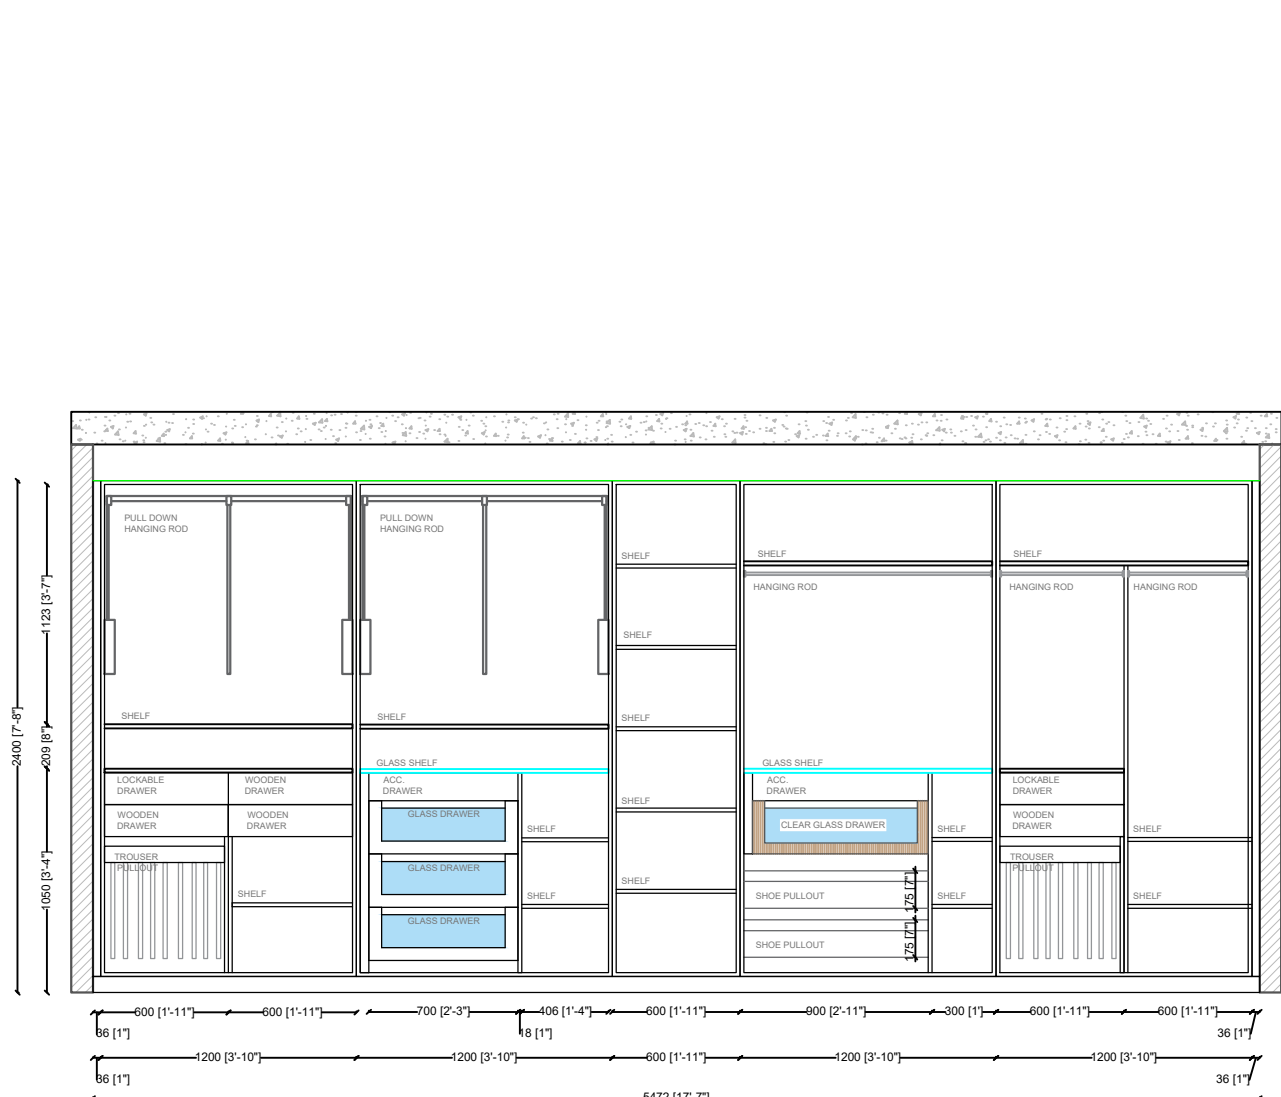 PULL DOWN
HANGING ROD
PULL DOWN
HANGING ROD
SHELF
SHELF
SHELF
HANGING ROD
HANGING ROD
HANGING ROD
1123 [3'-7"]
SHELF
SHELF
SHELF
SHELF
2400 [7'-8"]
209 [8"]
GLASS SHELF
GLASS SHELF
LOCKABLE
DRAWER
WOODEN
DRAWER
ACC.
DRAWER
ACC.
DRAWER
LOCKABLE
DRAWER
SHELF
WOODEN
DRAWER
WOODEN
DRAWER
GLASS DRAWER
SHELF
CLEAR GLASS DRAWER
SHELF
WOODEN
DRAWER
SHELF
TROUSER
PULLOUT
GLASS DRAWER
TROUSER
PULLOUT
1050 [3'-4"]
SHELF
SHELF
SHELF
SHOE PULLOUT
175 [7"]
SHELF
SHELF
GLASS DRAWER
SHOE PULLOUT
175 [7"]
600 [1'-11"]
600 [1'-11"]
700 [2'-3"]
406 [1'-4"]
600 [1'-11"]
900 [2'-11"]
300 [1']
600 [1'-11"]
600 [1'-11"]
36 [1"]
18 [1"]
36 [1"]
1200 [3'-10"]
1200 [3'-10"]
600 [1'-11"]
1200 [3'-10"]
1200 [3'-10"]
36 [1"]
36 [1"]
5472 [17'-7"]